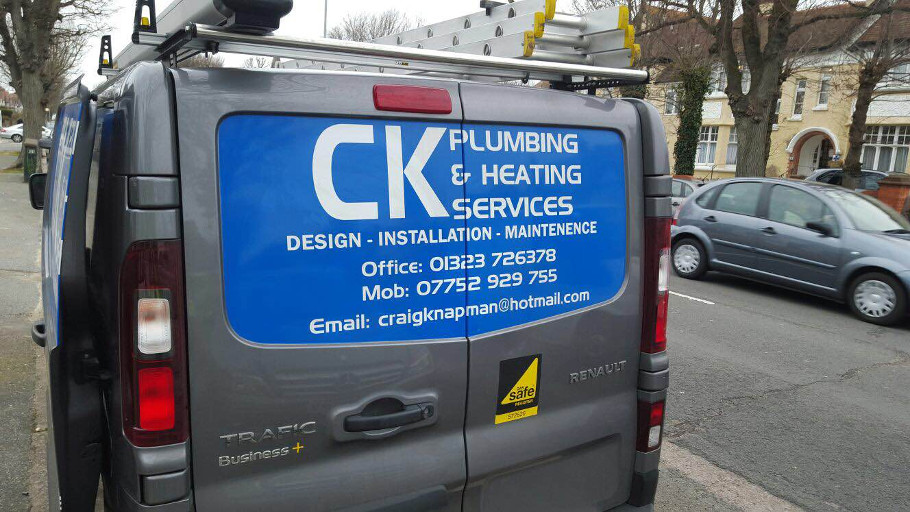 CK PLUMBING
& HEATING
SERVICES
DESIGN - INSTALLATION - MAINTENENCE
Office: 01323 726378
Mob: 07752 929 755
Email: craigknapman@hotmail.com
RENAULT
safe
TRAFIC
Business+